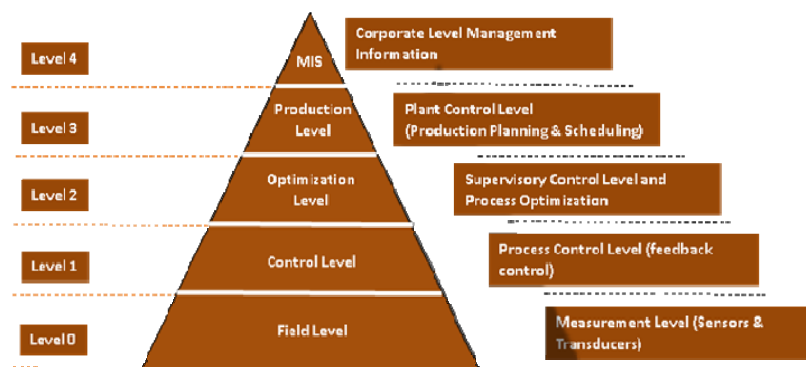 Level 4
MIS
Corporate Level Management
Information
Level 3
Production
Level
Plant Control Level
(Production Planning & Scheduling)
Level 2
Optimization
Level
Supervisory Control Level and
Process Optimization
Level 1
Control Level
Process Control Level (feedback
control)
Level 0
Field Level
Measurement Level (Sensors &
Transducers)